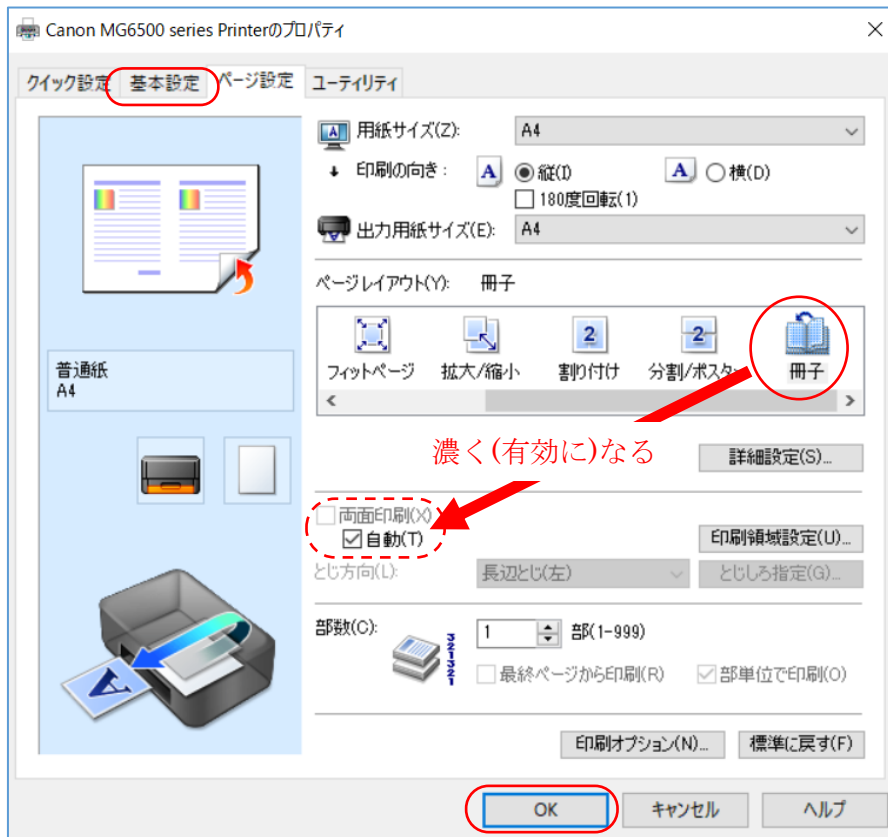 Canon MG6500 series Printerのプロパティ
クイック設定 基本設定 ページ設定 ユーティリティ
用紙サイズ(Z): A4
印刷の向き: A 縦(I) A 横(D)
180度回転(1)
出力用紙サイズ(E): A4
ページレイアウト(Y): 冊子
2 2
フィットページ 拡大/縮小 割り付け 分割/ポスター 冊子
普通紙
A4
濃く(有効に)なる
詳細設定(S)...
両面印刷(X)
自動(T)
印刷領域設定(U)...
とじ方向(L): 長辺とじ(左) とじしろ指定(G)...
部数(C): 321321 1 部(1-999)
最終ページから印刷(R) 部単位で印刷(O)
A
印刷オプション(N)... 標準に戻す(F)
OK キャンセル ヘルプ